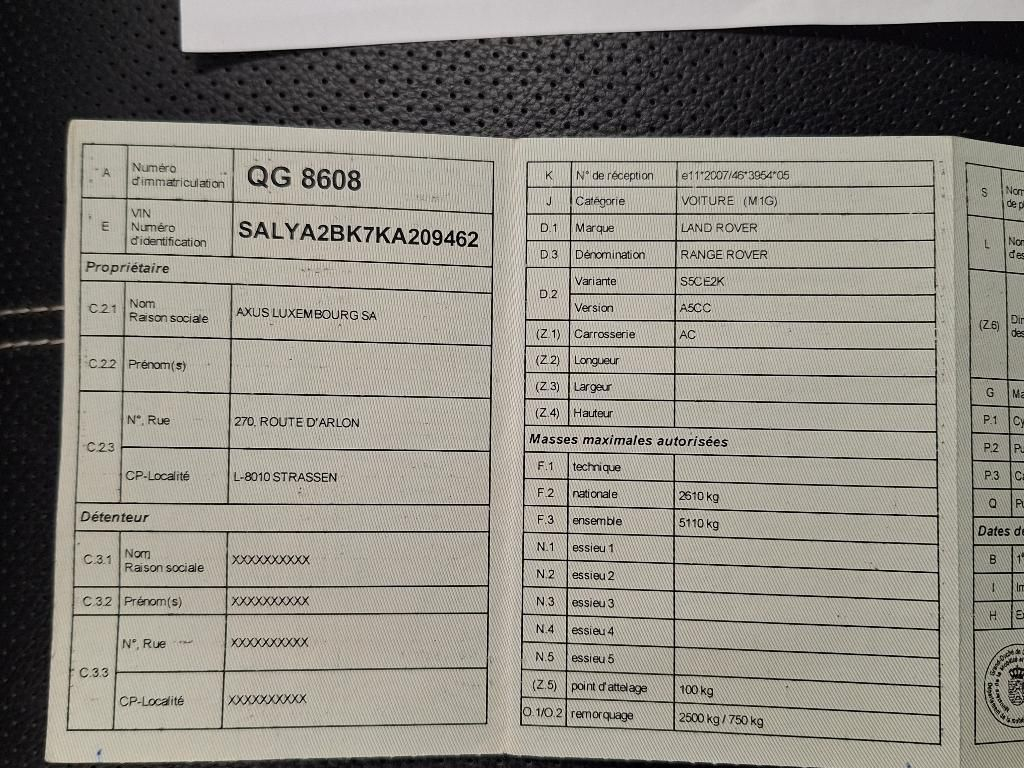 A Numéro d'immatriculation QG 8608
E VIN Numéro d'identification SALYA2BK7KA209462
Propriétaire
C.2.1 Nom Raison sociale AXUS LUXEMBOURG SA
C.2.2 Prénom(s)
C.2.3 N°, Rue 270, ROUTE D'ARLON
CP-Localité L-8010 STRASSEN
Détenteur
C.3.1 Nom Raison sociale XXXXXXXXXX
C.3.2 Prénom(s) XXXXXXXXXX
C.3.3 N°, Rue XXXXXXXXXX
CP-Localité XXXXXXXXXX
K N° de réception e11*2007/46*3954*05
J Catégorie VOITURE (M1G)
D.1 Marque LAND ROVER
D.3 Dénomination RANGE ROVER
D.2 Variante S5CE2K
Version A5CC
(Z.1) Carrosserie AC
(Z.2) Longueur
(Z.3) Largeur
(Z.4) Hauteur
Masses maximales autorisées
F.1 technique
F.2 nationale 2610 kg
F.3 ensemble 5110 kg
N.1 essieu 1
N.2 essieu 2
N.3 essieu 3
N.4 essieu 4
N.5 essieu 5
(Z.5) point d'attelage 100 kg
O.1/O.2 remorquage 2500 kg / 750 kg
S
L
(Z.6)
G
P.1
P.2
P.3
Q
Dates
B
I
H